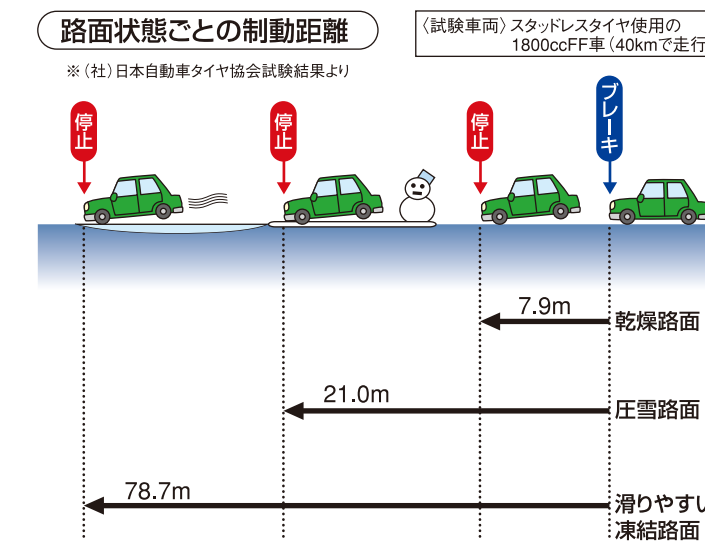 路面状態ごとの制動距離
〈試験車両〉スタッドレスタイヤ使用の
1800ccFF車(40kmで走行
※(社)日本自動車タイヤ協会試験結果より
停止
停止
停止
ブレーキ
7.9m
乾燥路面
21.0m
圧雪路面
78.7m
滑りやすい
凍結路面